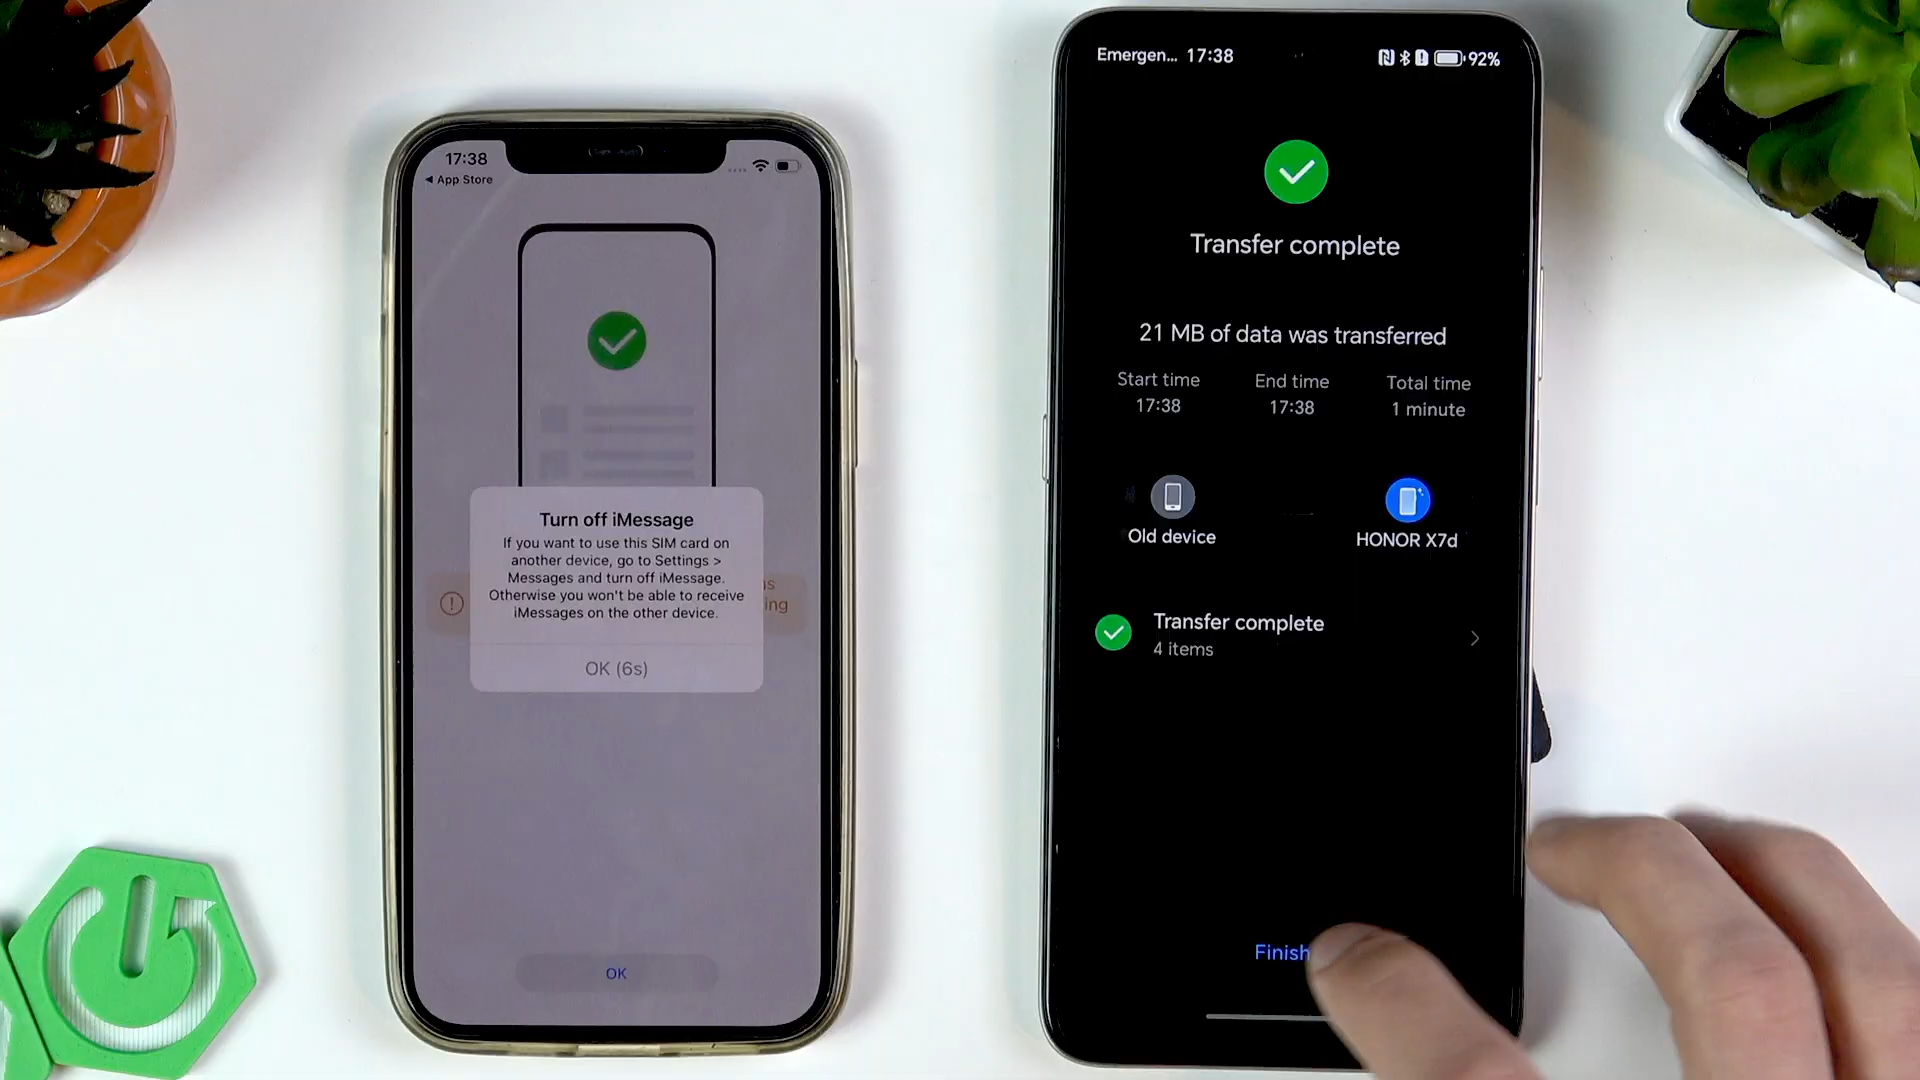 17:38
◄ App Store
Turn off iMessage
If you want to use this SIM card on
another device, go to Settings >
Messages and turn off iMessage.
Otherwise you won't be able to receive
iMessages on the other device.
OK (6s)
OK
Emergen... 17:38
92%
Transfer complete
21 MB of data was transferred
Start time
17:38
End time
17:38
Total time
1 minute
Old device
HONOR X7d
Transfer complete
4 items
Finish